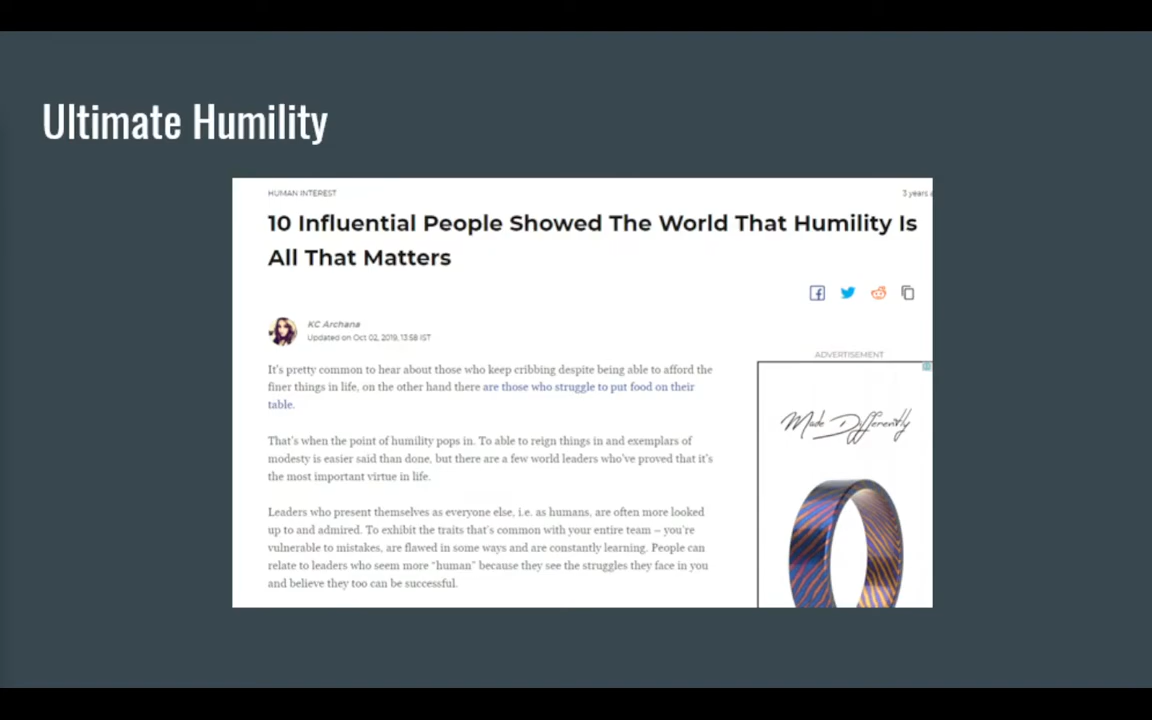 Ultimate Humility
HUMAN INTEREST
3 years
10 Influential People Showed The World That Humility Is
All That Matters
KC Archana
Updated on Oct 02, 2019, 13:58 IST
ADVERTISEMENT
It's pretty common to hear about those who keep cribbing despite being able to afford the
finer things in life, on the other hand there are those who struggle to put food on their
table.
Made Differently
That's when the point of humility pops in. To able to reign things in and exemplars of
modesty is easier said than done, but there are a few world leaders who've proved that it's
the most important virtue in life.
Leaders who present themselves as everyone else, i.e. as humans, are often more looked
up to and admired. To exhibit the traits that's common with your entire team – you're
vulnerable to mistakes, are flawed in some ways and are constantly learning. People can
relate to leaders who seem more “human” because they see the struggles they face in you
and believe they too can be successful.